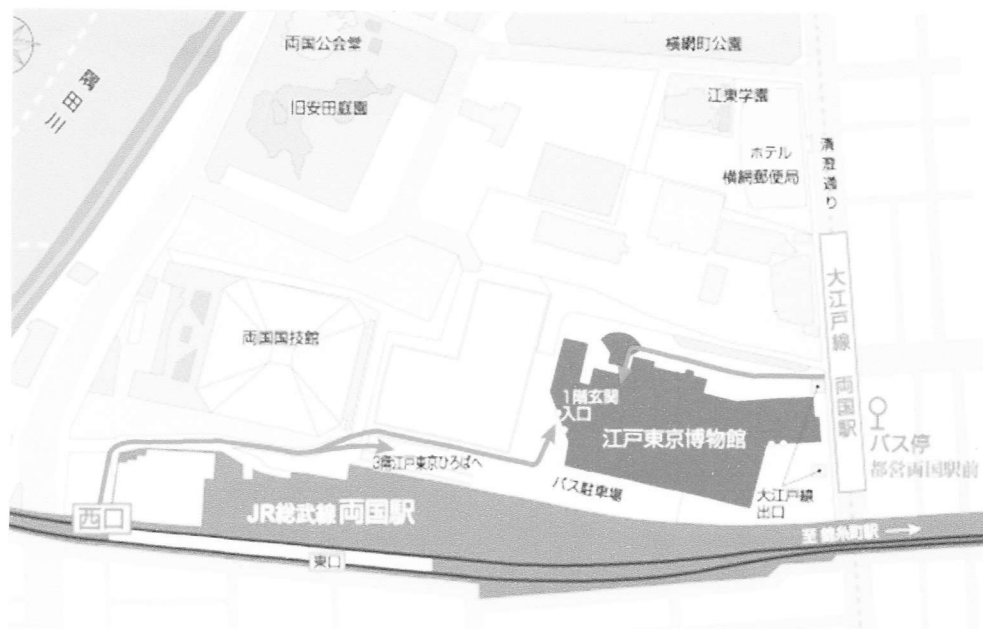 両国公会堂
横網町公園
隅田川
旧安田庭園
江東学園
ホテル
横網郵便局
清澄通り
両国国技館
大江戸線 両国駅
1階玄関
入口
江戸東京博物館
バス停
都営両国駅前
3階江戸東京ひろばへ
バス駐車場
大江戸線
出口
西口
JR総武線 両国駅
至 錦糸町駅
東口